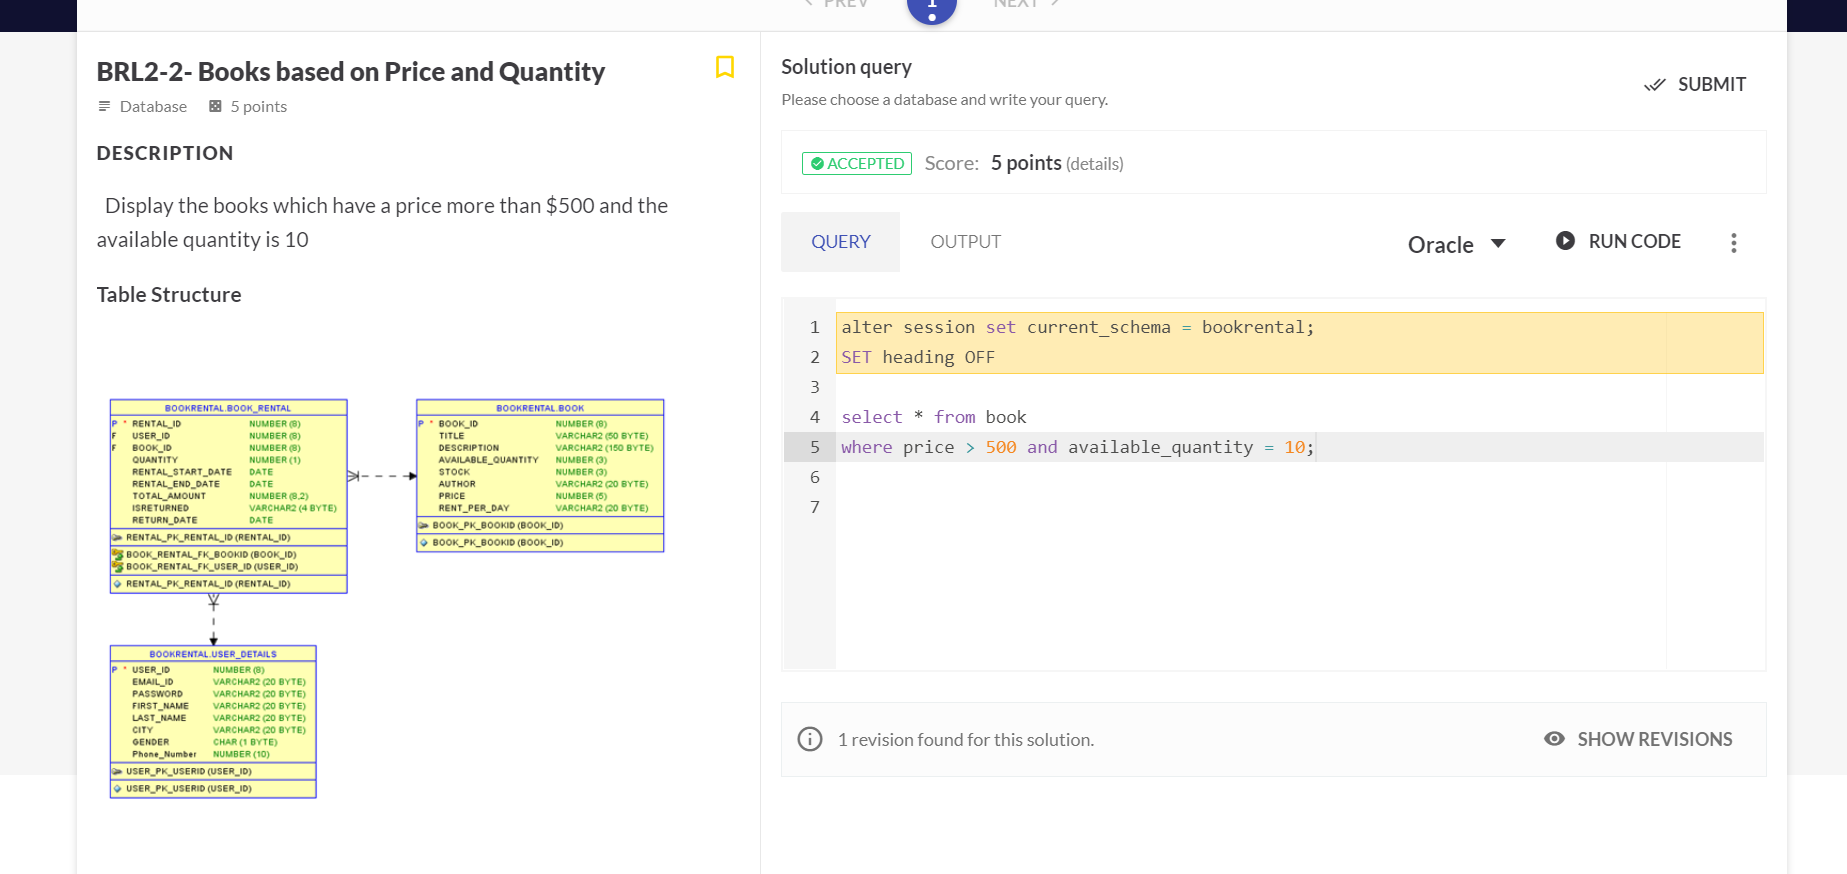 PREV
1
NEXT
BRL2-2- Books based on Price and Quantity
Database 5 points
DESCRIPTION
Display the books which have a price more than $500 and the
available quantity is 10
Table Structure
BOOKRENTAL.BOOK_RENTAL
P * RENTAL_ID NUMBER (8)
F USER_ID NUMBER (8)
F BOOK_ID NUMBER (8)
QUANTITY NUMBER (1)
RENTAL_START_DATE DATE
RENTAL_END_DATE DATE
TOTAL_AMOUNT NUMBER (8,2)
ISRETURNED VARCHAR2 (4 BYTE)
RETURN_DATE DATE
RENTAL_PK_RENTAL_ID (RENTAL_ID)
BOOK_RENTAL_FK_BOOKID (BOOK_ID)
BOOK_RENTAL_FK_USER_ID (USER_ID)
RENTAL_PK_RENTAL_ID (RENTAL_ID)
BOOKRENTAL.BOOK
P * BOOK_ID NUMBER (8)
TITLE VARCHAR2 (50 BYTE)
DESCRIPTION VARCHAR2 (150 BYTE)
AVAILABLE_QUANTITY NUMBER (3)
STOCK NUMBER (3)
AUTHOR VARCHAR2 (20 BYTE)
PRICE NUMBER (5)
RENT_PER_DAY VARCHAR2 (20 BYTE)
BOOK_PK_BOOKID (BOOK_ID)
BOOK_PK_BOOKID (BOOK_ID)
BOOKRENTAL.USER_DETAILS
P * USER_ID NUMBER (8)
EMAIL_ID VARCHAR2 (20 BYTE)
PASSWORD VARCHAR2 (20 BYTE)
FIRST_NAME VARCHAR2 (20 BYTE)
LAST_NAME VARCHAR2 (20 BYTE)
CITY VARCHAR2 (20 BYTE)
GENDER CHAR (1 BYTE)
Phone_Number NUMBER (10)
USER_PK_USERID (USER_ID)
USER_PK_USERID (USER_ID)
Solution query
Please choose a database and write your query.
SUBMIT
ACCEPTED Score: 5 points (details)
QUERY OUTPUT Oracle RUN CODE
1 alter session set current_schema = bookrental;
2 SET heading OFF
3
4 select * from book
5 where price > 500 and available_quantity = 10;
6
7
1 revision found for this solution. SHOW REVISIONS